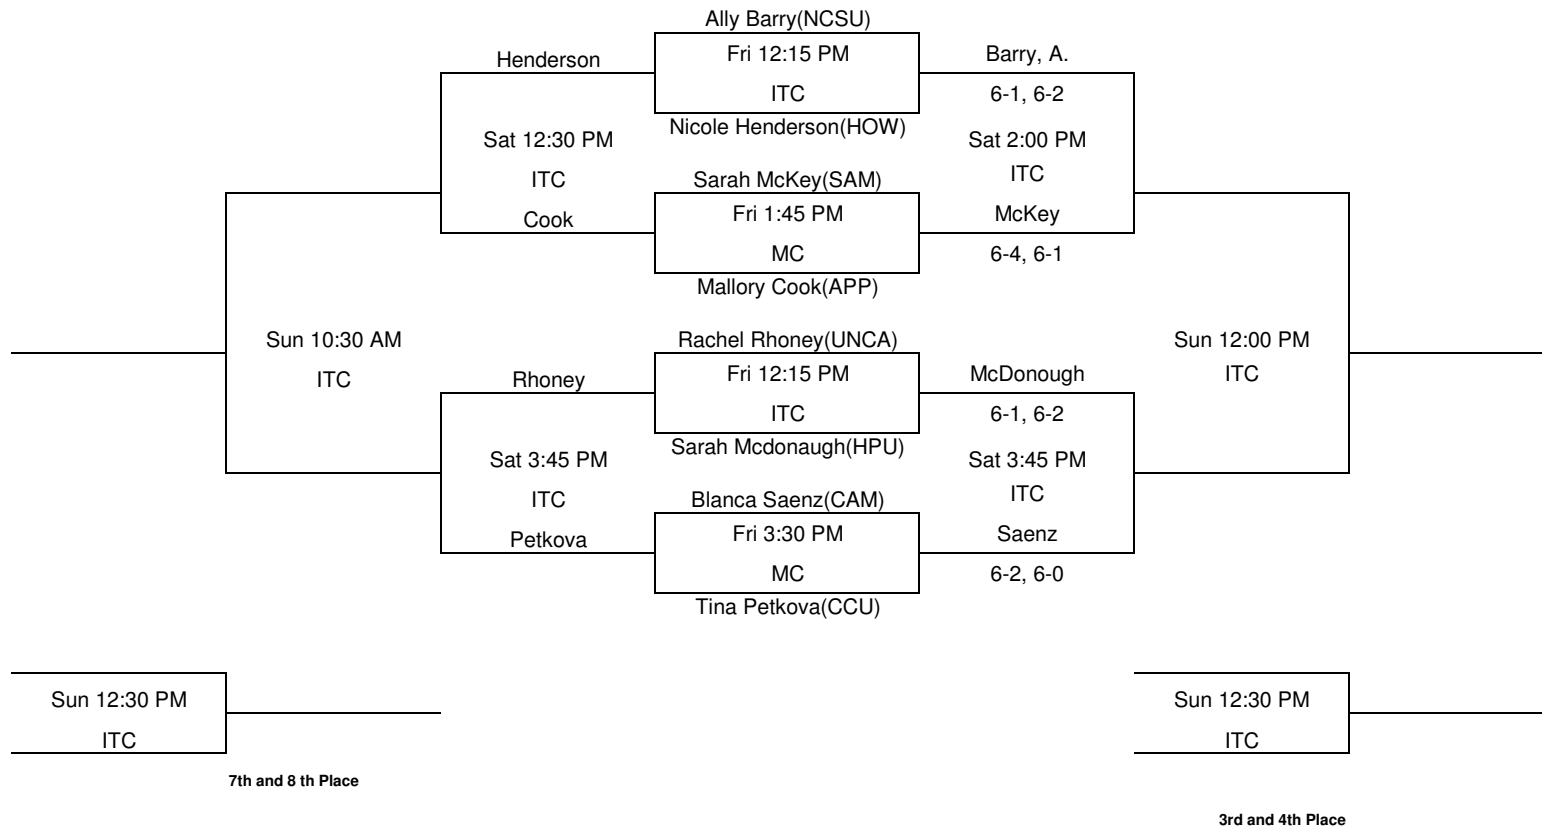 Ally Barry(NCSU)
Henderson
Fri 12:15 PM
Barry, A.
ITC
6-1, 6-2
Nicole Henderson(HOW)
Sat 12:30 PM
Sat 2:00 PM
ITC
Sarah McKey(SAM)
ITC
Cook
Fri 1:45 PM
McKey
MC
6-4, 6-1
Mallory Cook(APP)
Sun 10:30 AM
Rachel Rhoney(UNCA)
Sun 12:00 PM
ITC
Rhoney
Fri 12:15 PM
McDonough
ITC
ITC
6-1, 6-2
Sarah Mcdonaugh(HPU)
Sat 3:45 PM
Sat 3:45 PM
ITC
Blanca Saenz(CAM)
ITC
Petkova
Fri 3:30 PM
Saenz
MC
6-2, 6-0
Tina Petkova(CCU)
Sun 12:30 PM
Sun 12:30 PM
ITC
ITC
7th and 8 th Place
3rd and 4th Place